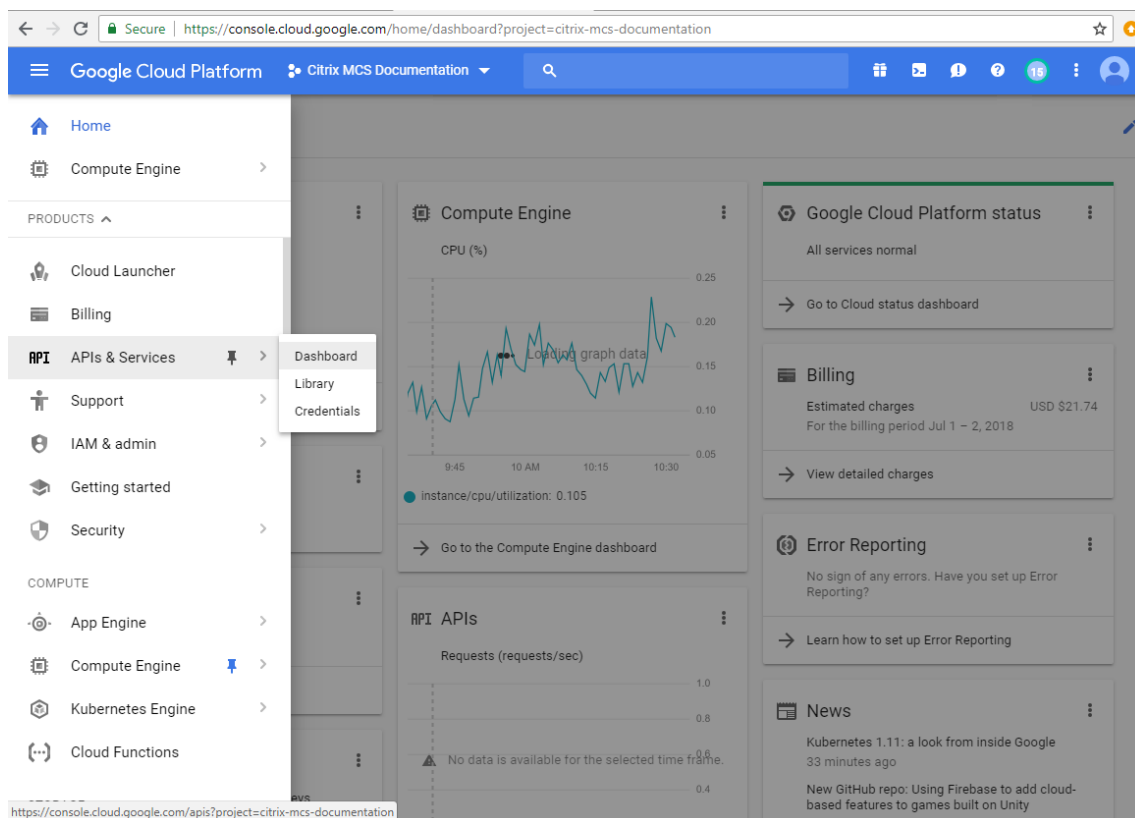 Secure https://console.cloud.google.com/home/dashboard?project=citrix-mcs-documentation
Google Cloud Platform Citrix MCS Documentation 15
Home
Compute Engine
PRODUCTS
Cloud Launcher
Billing
API APIs & Services
Support
IAM & admin
Getting started
Security
COMPUTE
App Engine
Compute Engine
Kubernetes Engine
Cloud Functions
https://console.cloud.google.com/apis?project=citrix-mcs-documentation
Dashboard
Library
Credentials
Compute Engine
CPU (%)
0.25
0.20
Loading graph data
0.15
0.10
0.05
9:45 10 AM 10:15 10:30
instance/cpu/utilization: 0.105
Go to the Compute Engine dashboard
API APIs
Requests (requests/sec)
1.0
0.8
0.6
No data is available for the selected time frame.
0.4
Google Cloud Platform status
All services normal
Go to Cloud status dashboard
Billing
Estimated charges USD $21.74
For the billing period Jul 1 – 2, 2018
View detailed charges
Error Reporting
No sign of any errors. Have you set up Error
Reporting?
Learn how to set up Error Reporting
News
Kubernetes 1.11: a look from inside Google
33 minutes ago
New GitHub repo: Using Firebase to add cloud-
based features to games built on Unity